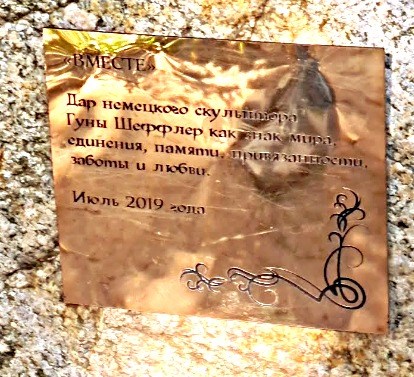 «ВМЕСТЕ»
Дар немецкого скульптора
Гуны Шеффлер как знак мира,
единения, памяти, привязанности,
заботы и любви.
Июль 2019 года